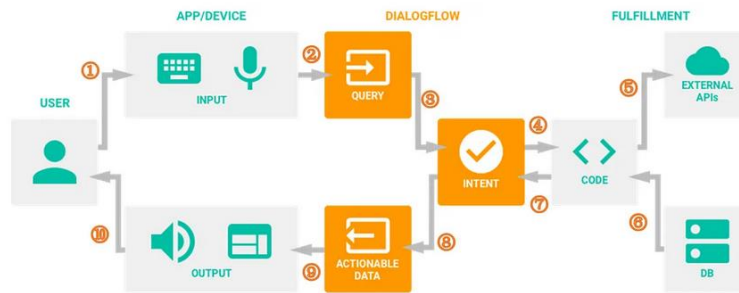 APP/DEVICE
DIALOGFLOW
FULFILLMENT
USER
①
INPUT
②
QUERY
③
INTENT
④
CODE
⑤
EXTERNAL
APIs
⑥
DB
⑦
⑧
ACTIONABLE
DATA
⑨
OUTPUT
⑩